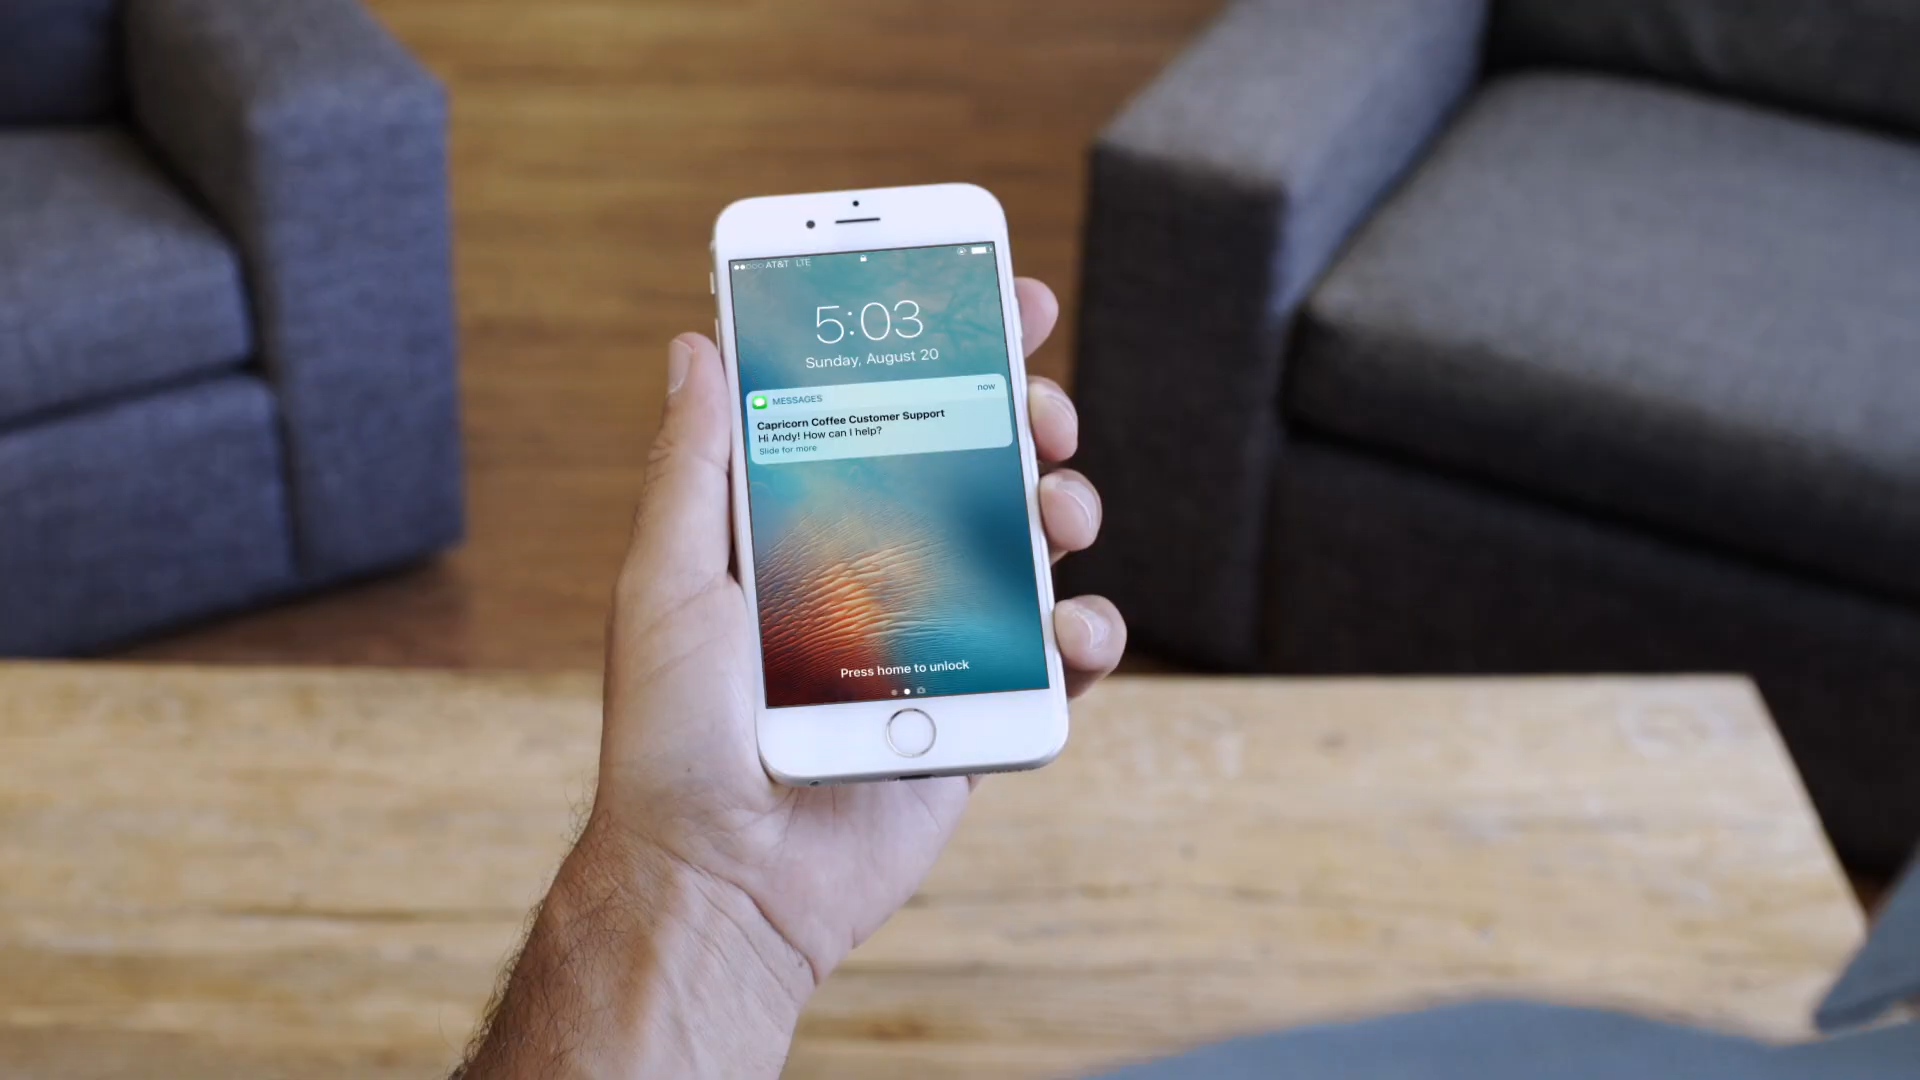 AT&T LTE
5:03
Sunday, August 20
MESSAGES now
Capricorn Coffee Customer Support
Hi Andy! How can I help?
Slide for more
Press home to unlock